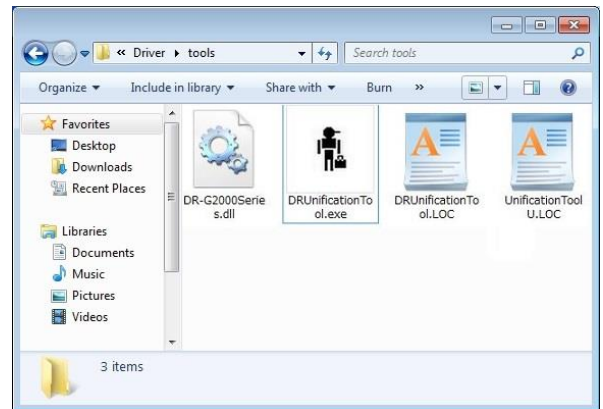 « Driver ▸ tools
Search tools
Organize ▾ Include in library ▾ Share with ▾ Burn »
Favorites
Desktop
Downloads
Recent Places
Libraries
Documents
Music
Pictures
Videos
DR-G2000Serie
s.dll
DRUnificationTo
ol.exe
DRUnificationTo
ol.LOC
UnificationTool
U.LOC
3 items